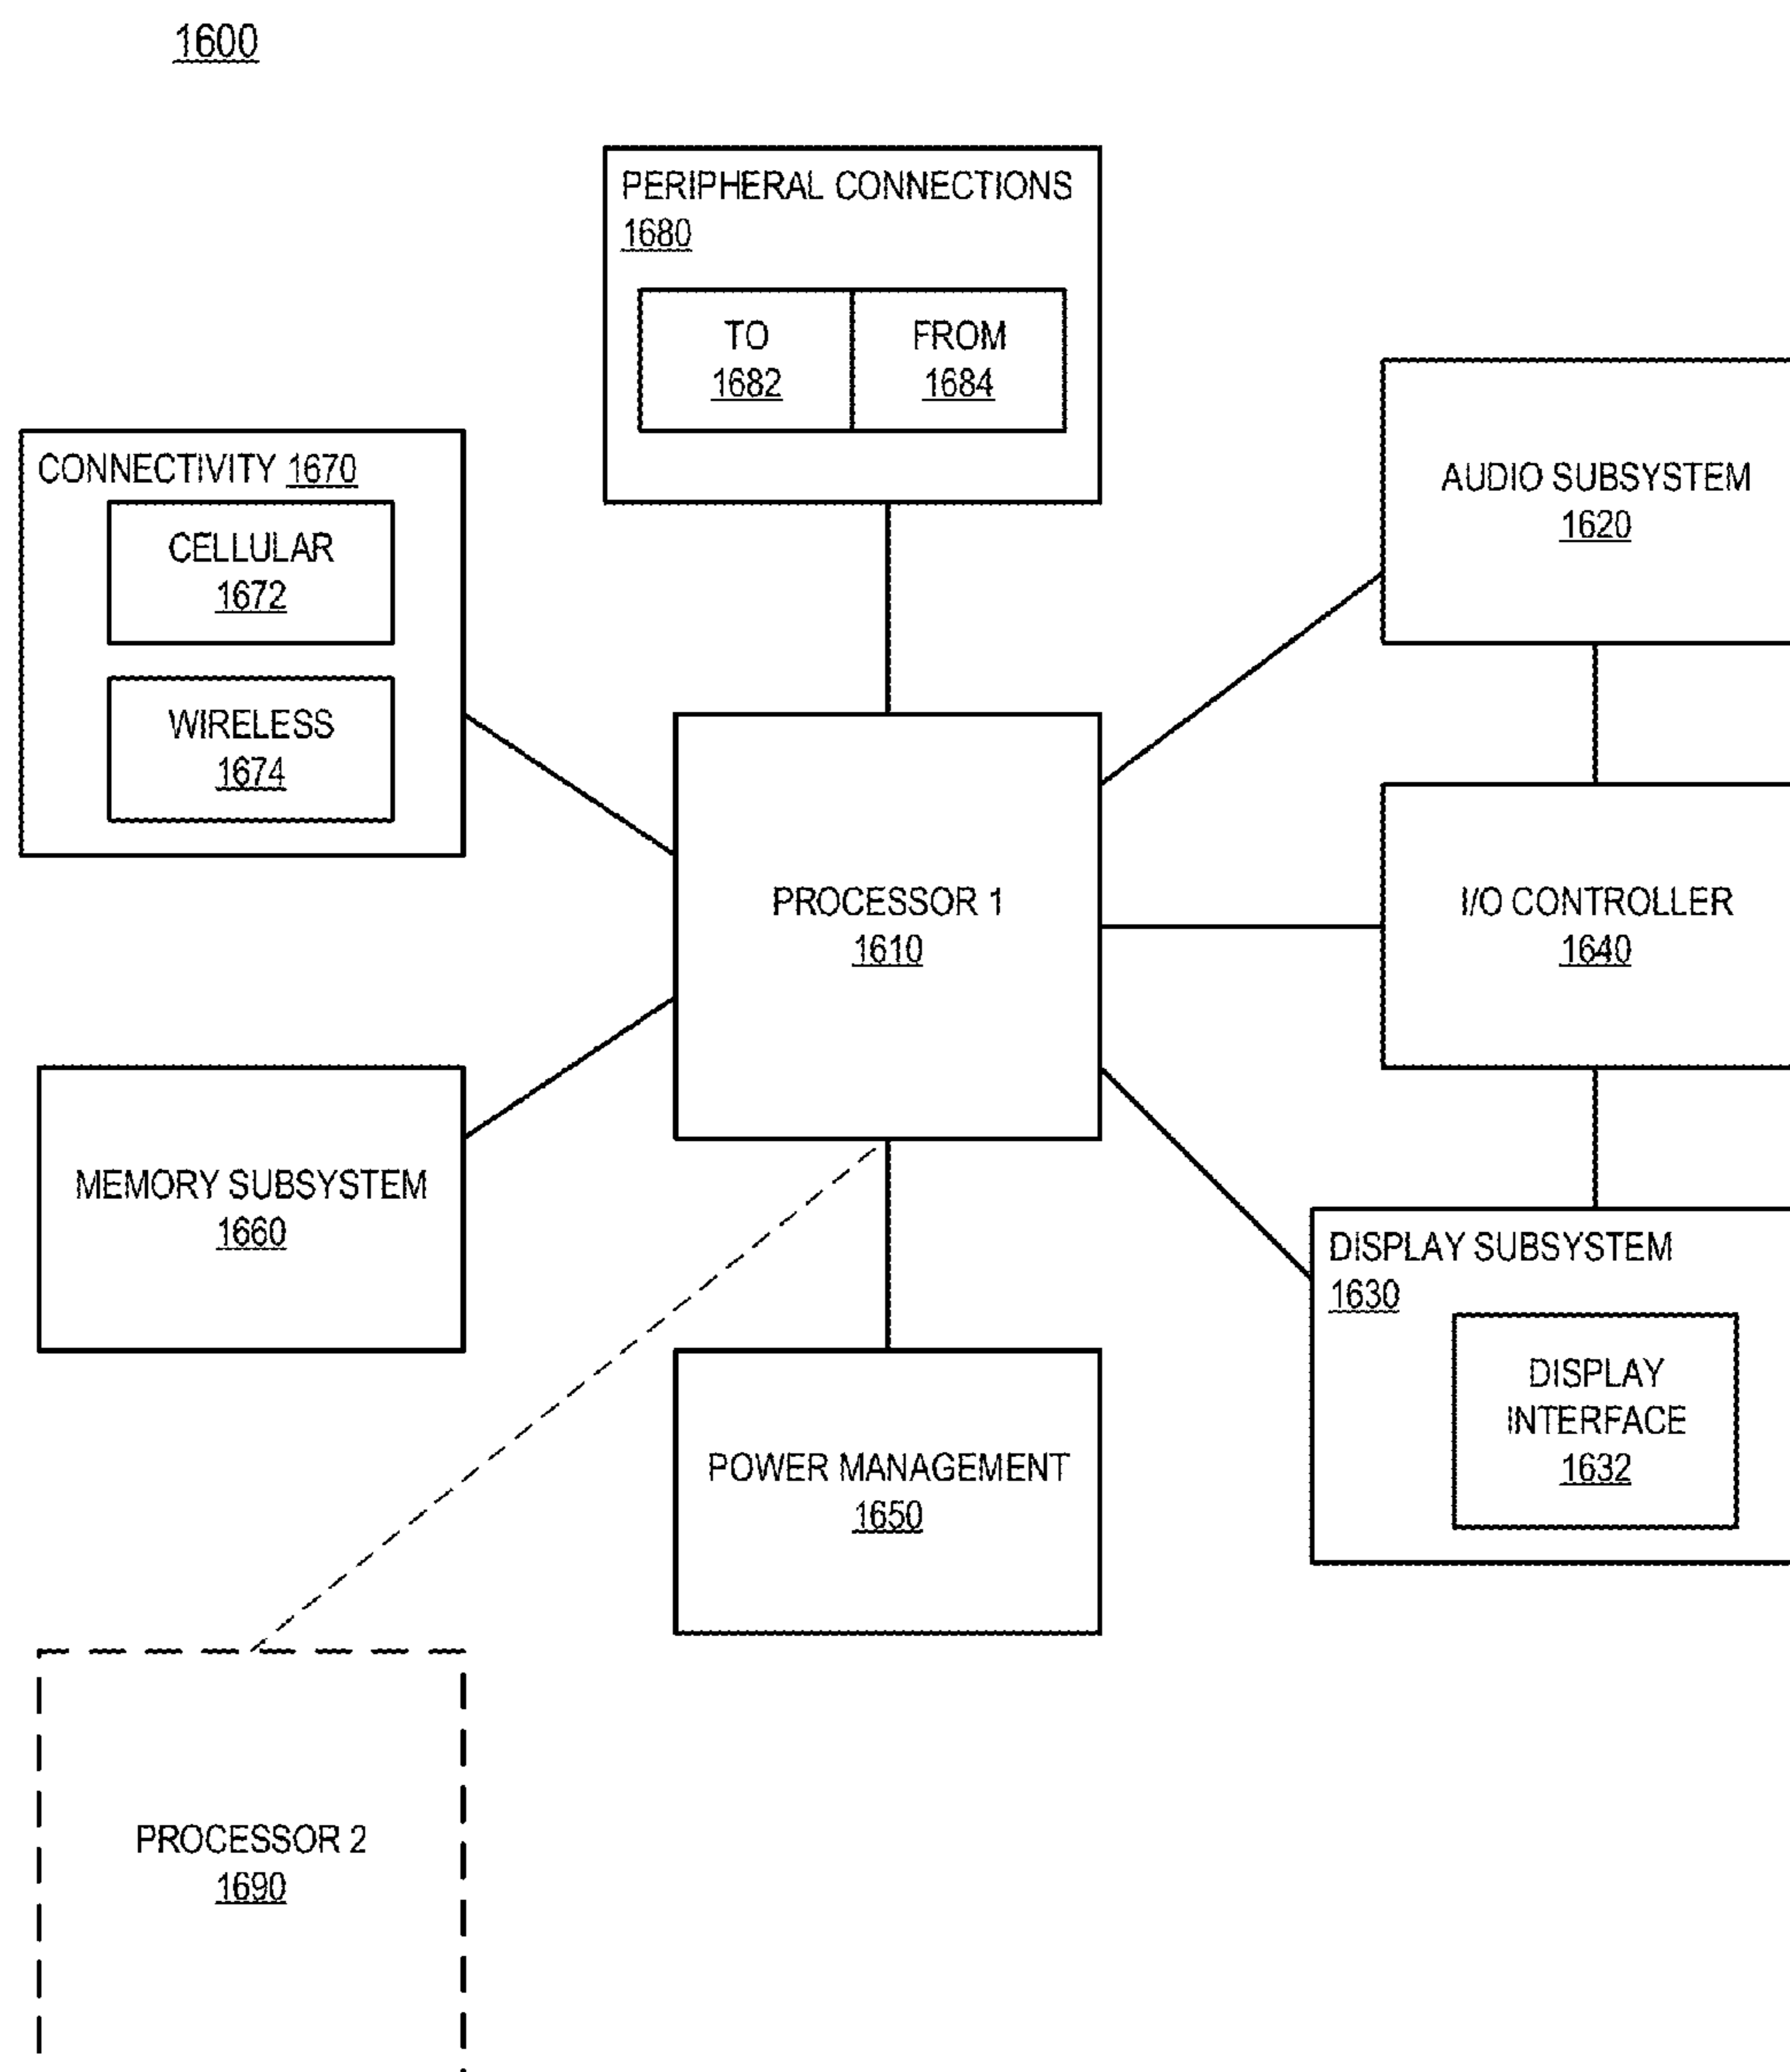 1600
PERIPHERAL CONNECTIONS
1680
TO
1682
FROM
1684
CONNECTIVITY 1670
CELLULAR
1672
WIRELESS
1674
AUDIO SUBSYSTEM
1620
PROCESSOR 1
1610
I/O CONTROLLER
1640
MEMORY SUBSYSTEM
1660
DISPLAY SUBSYSTEM
1630
DISPLAY
INTERFACE
1632
POWER MANAGEMENT
1650
PROCESSOR 2
1690